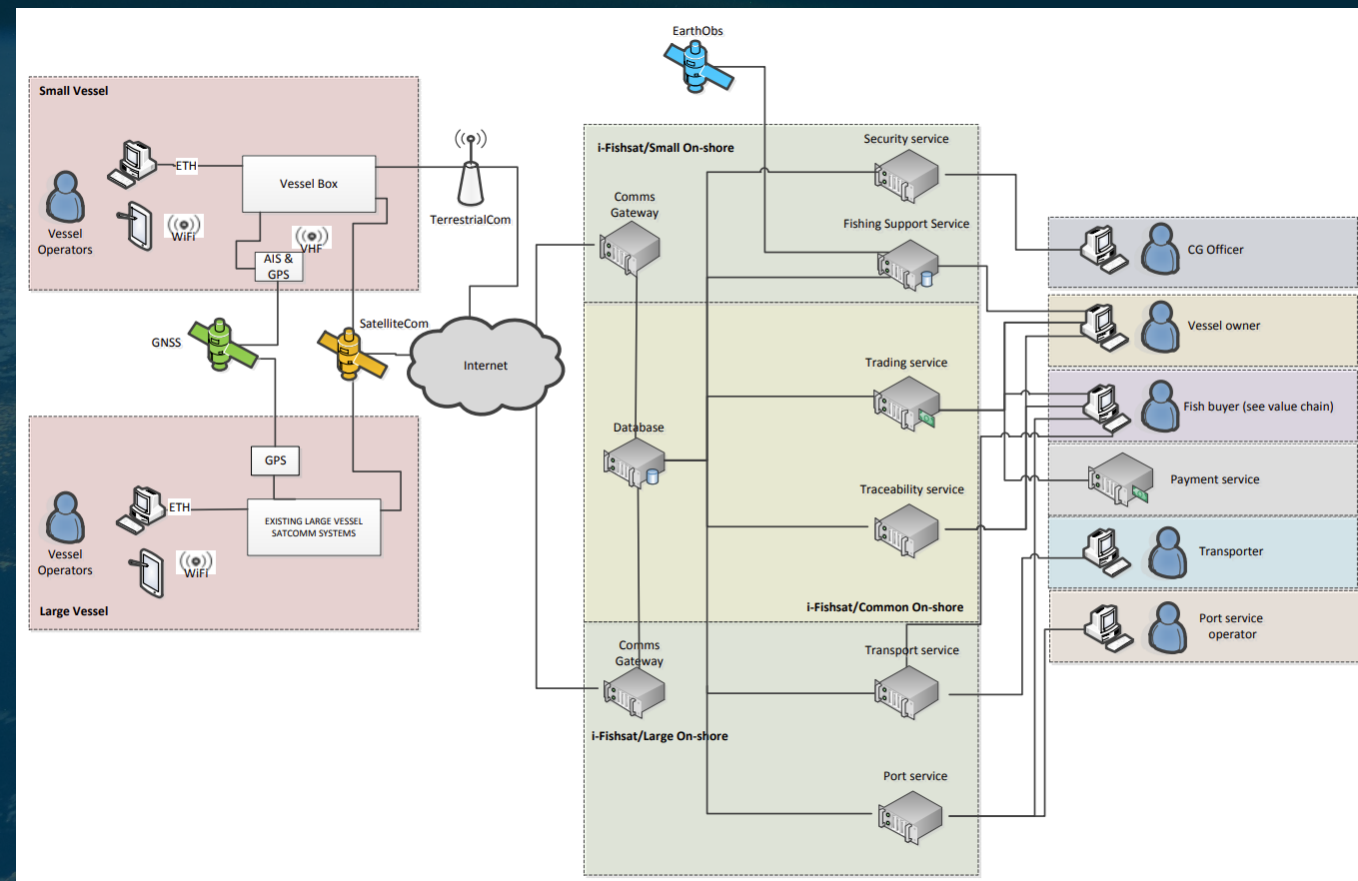 EarthObs
Small Vessel
ETH
Vessel Box
Vessel
Operators
WiFi
VHF
AIS &
GPS
TerrestrialCom
GNSS
SatelliteCom
Internet
GPS
ETH
EXISTING LARGE VESSEL
SATCOMM SYSTEMS
Vessel
Operators
WiFi
Large Vessel
i-Fishsat/Small On-shore
Security service
Comms
Gateway
Fishing Support Service
Trading service
Database
Traceability service
i-Fishsat/Common On-shore
Comms
Gateway
Transport service
i-Fishsat/Large On-shore
Port service
CG Officer
Vessel owner
Fish buyer (see value chain)
Payment service
Transporter
Port service
operator